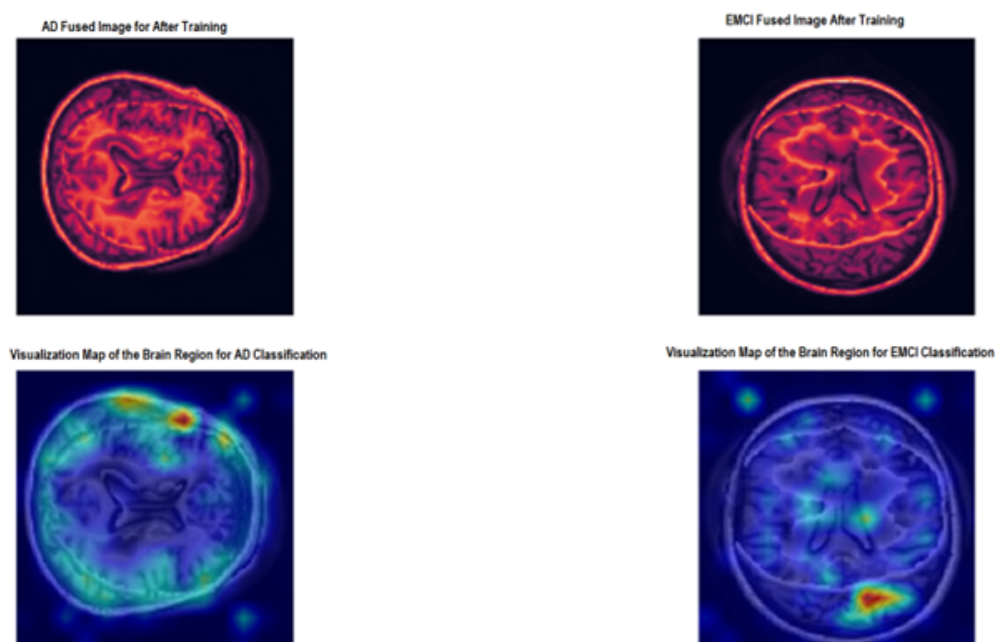 AD Fused Image for After Training
EMCI Fused Image After Training
Visualization Map of the Brain Region for AD Classification
Visualization Map of the Brain Region for EMCI Classification